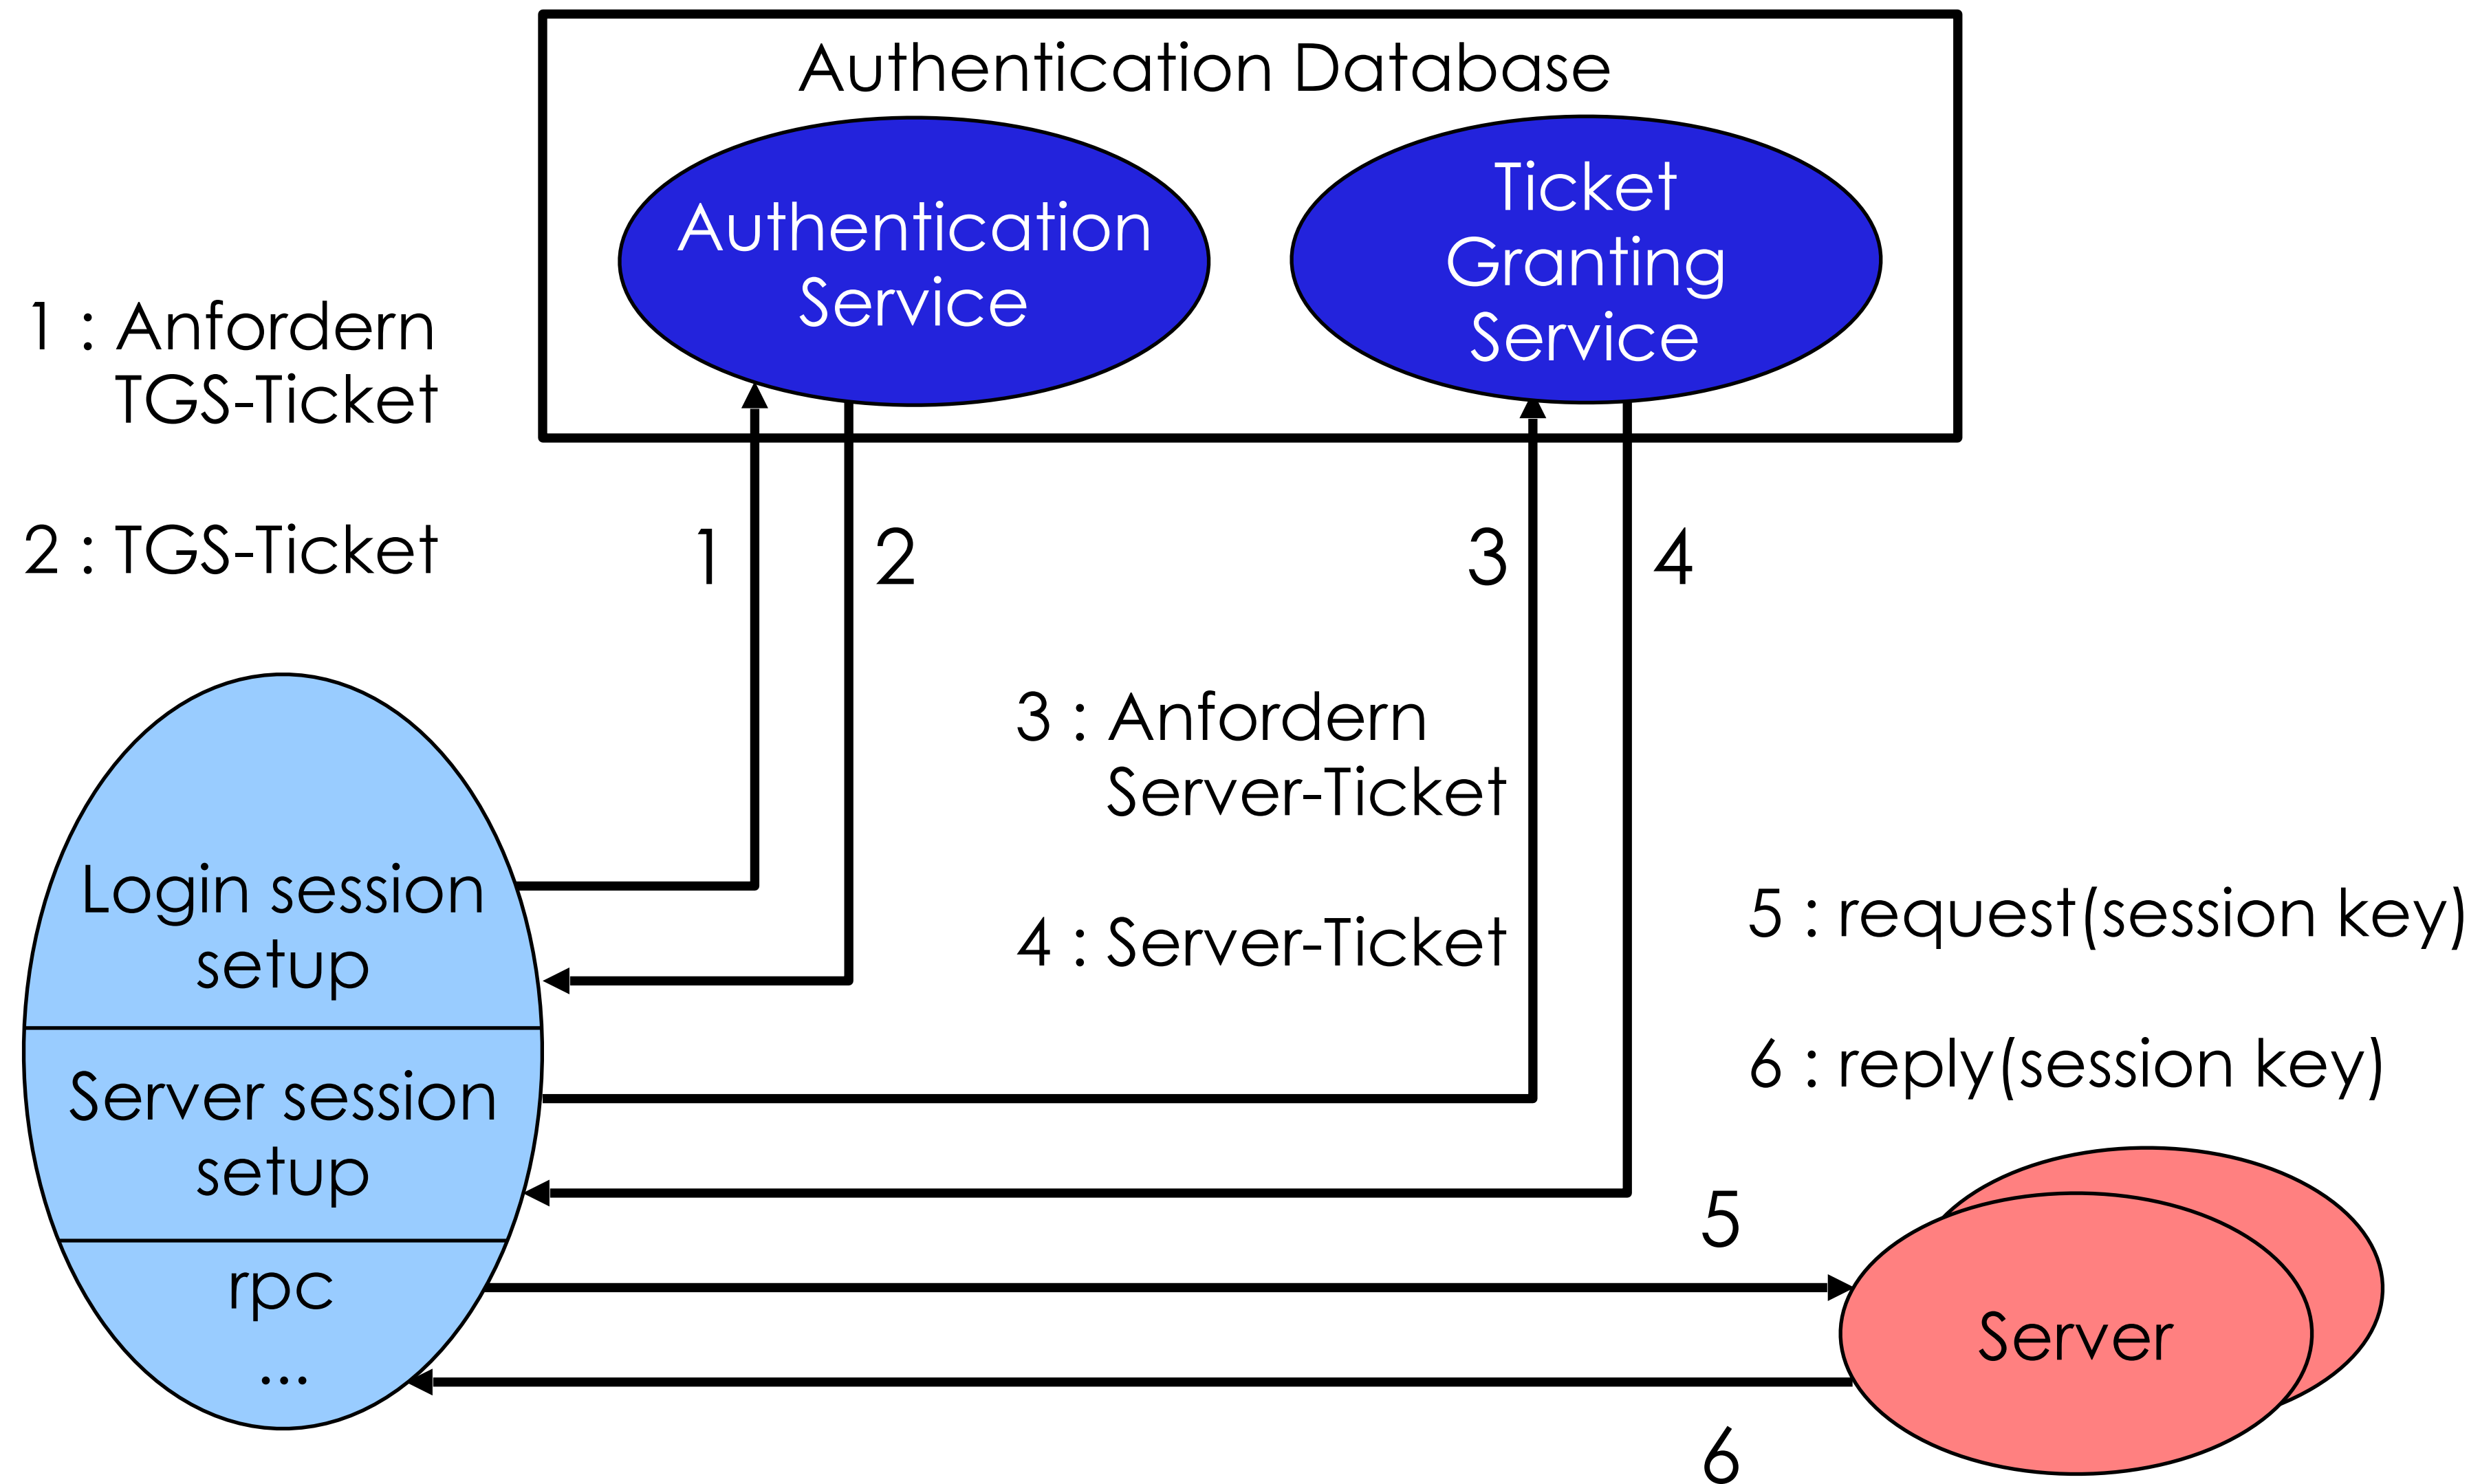 Authentication Database
Authentication
Service
Ticket
Granting
Service
1 : Anfordern
TGS-Ticket
2 : TGS-Ticket
1
2
3
4
3 : Anfordern
Server-Ticket
4 : Server-Ticket
Login session
setup
Server session
setup
rpc
...
5 : request(session key)
6 : reply(session key)
5
Server
6